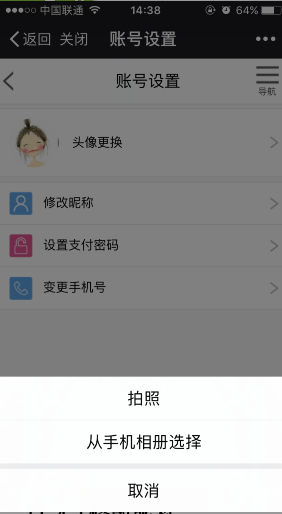 中国联通 14:38 64%
返回 关闭 账号设置
账号设置
导航
头像更换
修改昵称
设置支付密码
变更手机号
拍照
从手机相册选择
取消